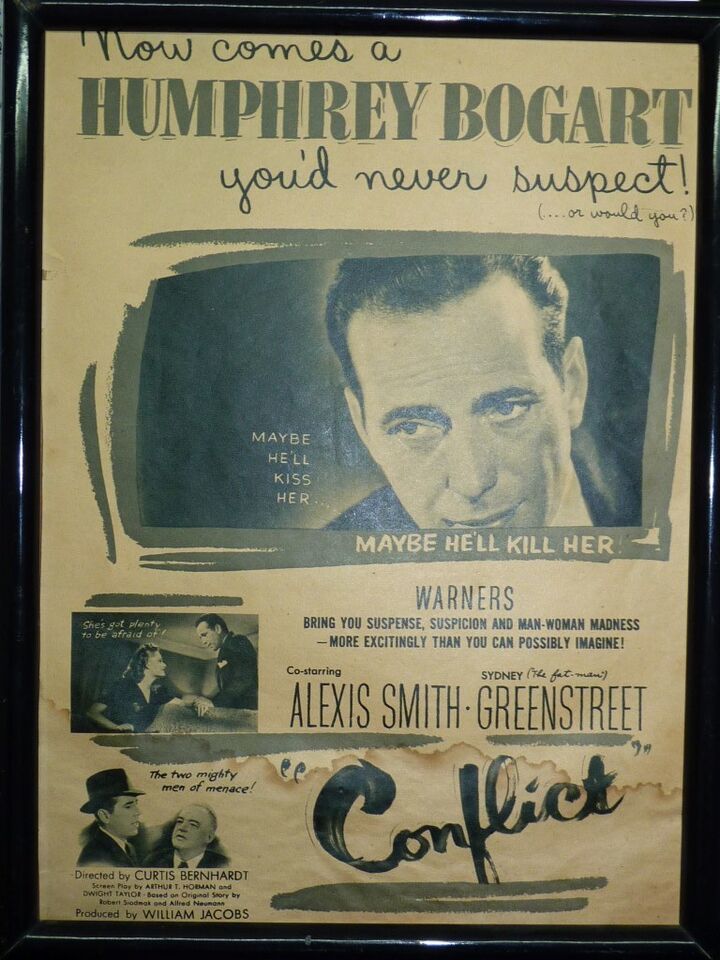 Now comes a
HUMPHREY BOGART
you'd never suspect!
(....or would you?)
MAYBE
HE'LL
KISS
HER...
MAYBE HE'LL KILL HER!
WARNERS
BRING YOU SUSPENSE, SUSPICION AND MAN-WOMAN MADNESS
—MORE EXCITINGLY THAN YOU CAN POSSIBLY IMAGINE!
She's got plenty
to be afraid of!
Co-starring
SYDNEY (the fat-man)
ALEXIS SMITH · GREENSTREET
The two mighty
men of menace!
"Conflict"
Directed by CURTIS BERNHARDT
Screen Play by ARTHUR T. HORMAN and
DWIGHT TAYLOR · Based on Original Story by
Robert Siodmak and Alfred Neumann
Produced by WILLIAM JACOBS